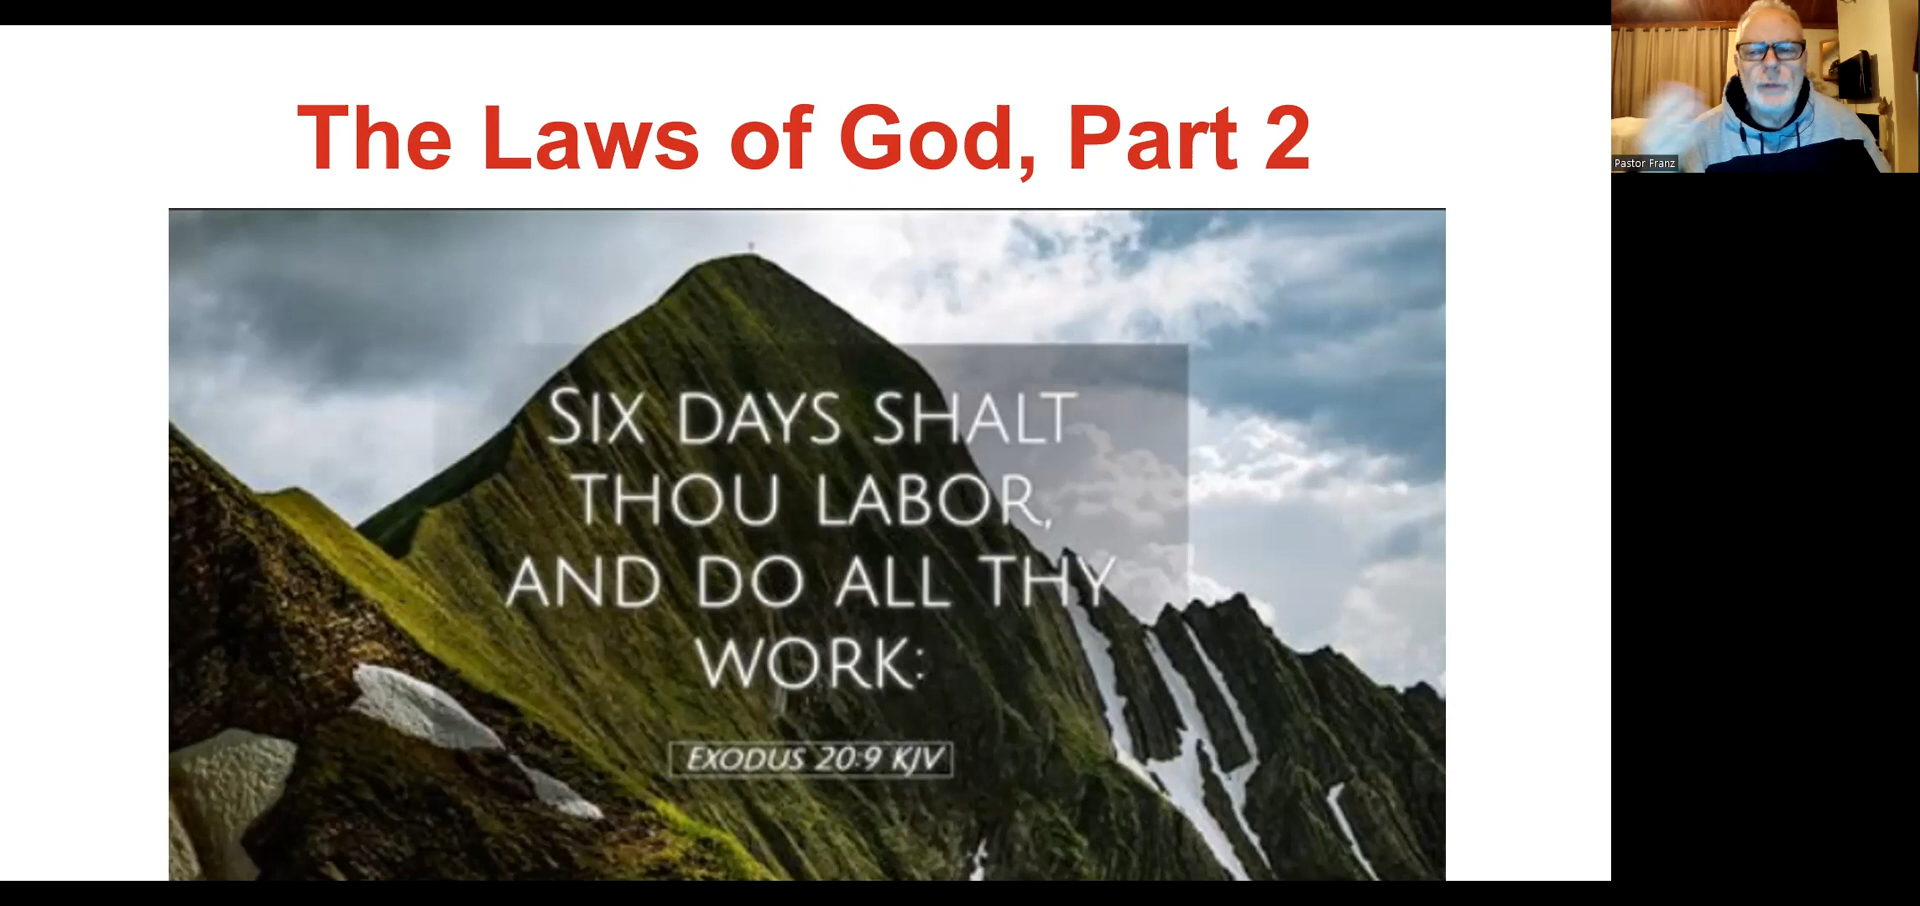 The Laws of God, Part 2
SIX DAYS SHALT
THOU LABOR,
AND DO ALL THY
WORK:
EXODUS 20:9 KJV
Pastor Franz